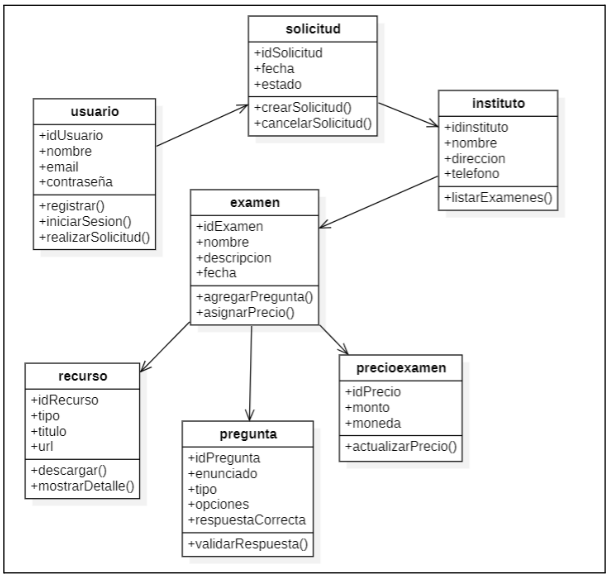 solicitud
+idSolicitud
+fecha
+estado
+crearSolicitud()
+cancelarSolicitud()
usuario
+idUsuario
+nombre
+email
+contraseña
+registrar()
+iniciarSesion()
+realizarSolicitud()
instituto
+idinstituto
+nombre
+direccion
+telefono
+listarExamenes()
examen
+idExamen
+nombre
+descripcion
+fecha
+agregarPregunta()
+asignarPrecio()
recurso
+idRecurso
+tipo
+titulo
+url
+descargar()
+mostrarDetalle()
pregunta
+idPregunta
+enunciado
+tipo
+opciones
+respuestaCorrecta
+validarRespuesta()
precioexamen
+idPrecio
+monto
+moneda
+actualizarPrecio()